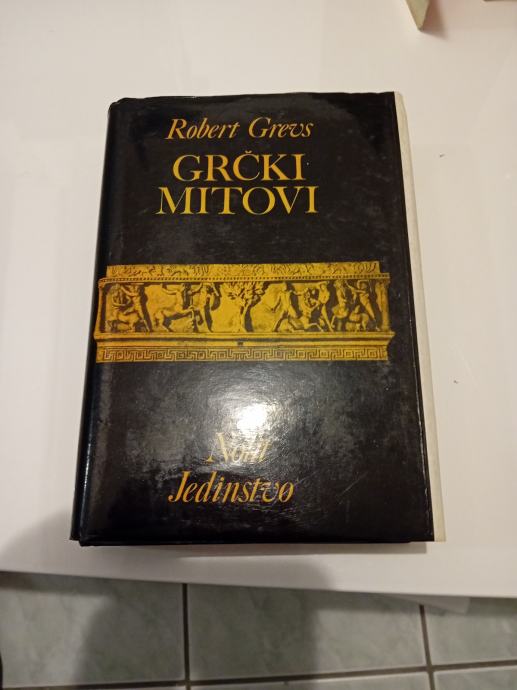 Robert Grevs
GRČKI
MITOVI
Nolit
Jedinstvo